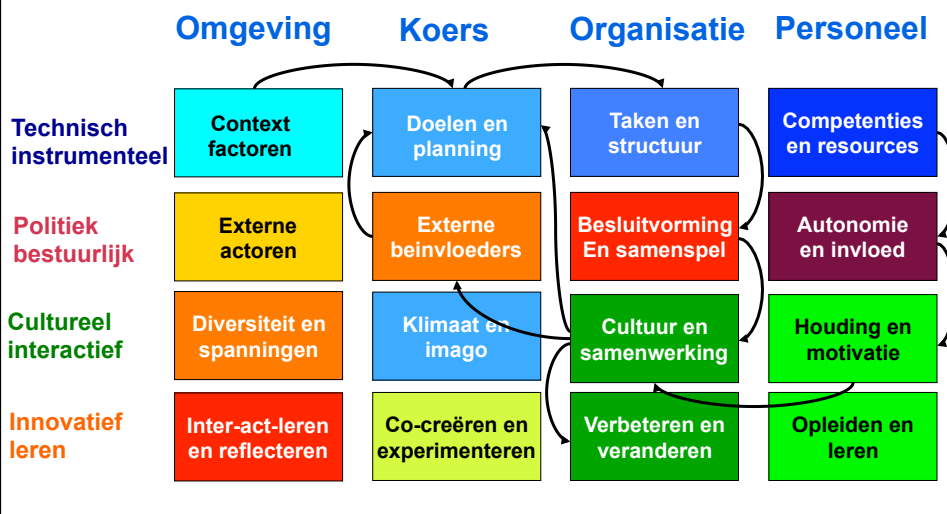 Omgeving Koers Organisatie Personeel
Technisch
instrumenteel
Context
factoren
Doelen en
planning
Taken en
structuur
Competenties
en resources
Politiek
bestuurlijk
Externe
actoren
Externe
beinvloeders
Besluitvorming
En samenspel
Autonomie
en invloed
Cultureel
interactief
Diversiteit en
spanningen
Klimaat en
imago
Cultuur en
samenwerking
Houding en
motivatie
Innovatief
leren
Inter-act-leren
en reflecteren
Co-creëren en
experimenteren
Verbeteren en
veranderen
Opleiden en
leren